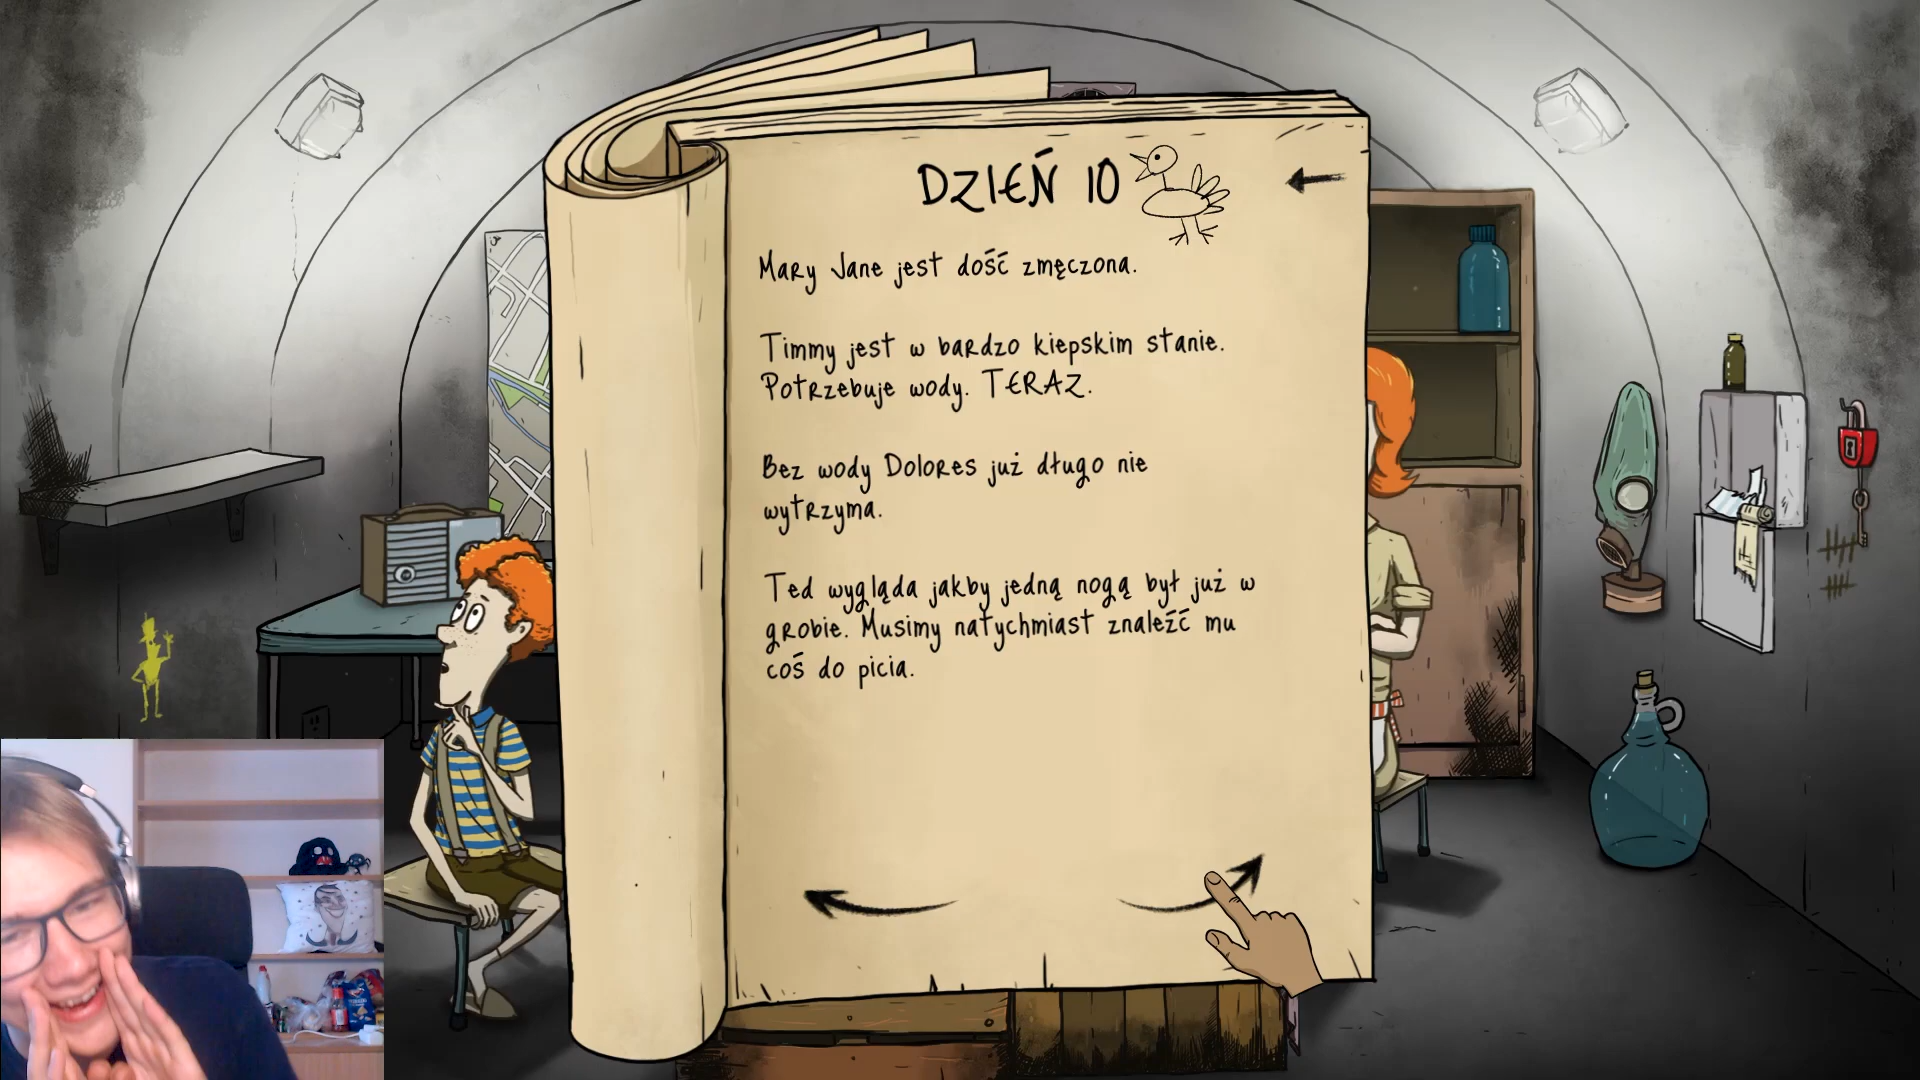 DZIEŃ 10
Mary Jane jest dość zmęczona.
Timmy jest w bardzo kiepskim stanie.
Potrzebuje wody. TERAZ.
Bez wody Dolores już długo nie
wytrzyma.
Ted wygląda jakby jedną nogą był już w
grobie. Musimy natychmiast znaleźć mu
coś do picia.